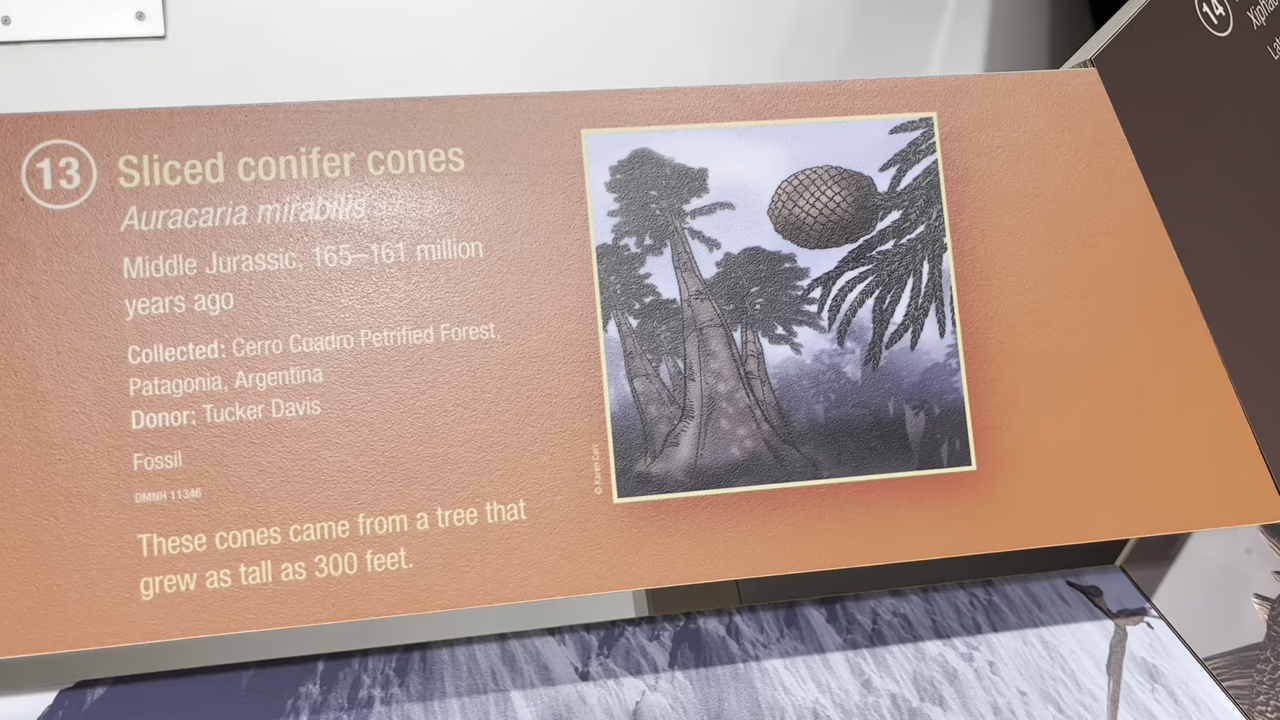 13
Sliced conifer cones
Auracaria mirabilis
Middle Jurassic, 165–161 million
years ago
Collected: Cerro Cuadro Petrified Forest,
Patagonia, Argentina
Donor: Tucker Davis
Fossil
DMNH 11346
These cones came from a tree that
grew as tall as 300 feet.
© Karen Carr
14